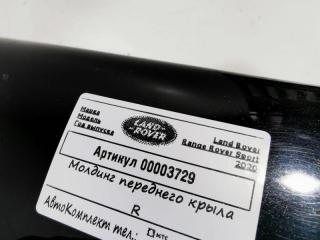 Марка
Модель
Год выпуска
LAND
ROVER
Land Rover
Range Rover Sport
2020
Артикул 00003729
Молдинг переднего крыла
R
АвтоКомплект тел.:
МТС